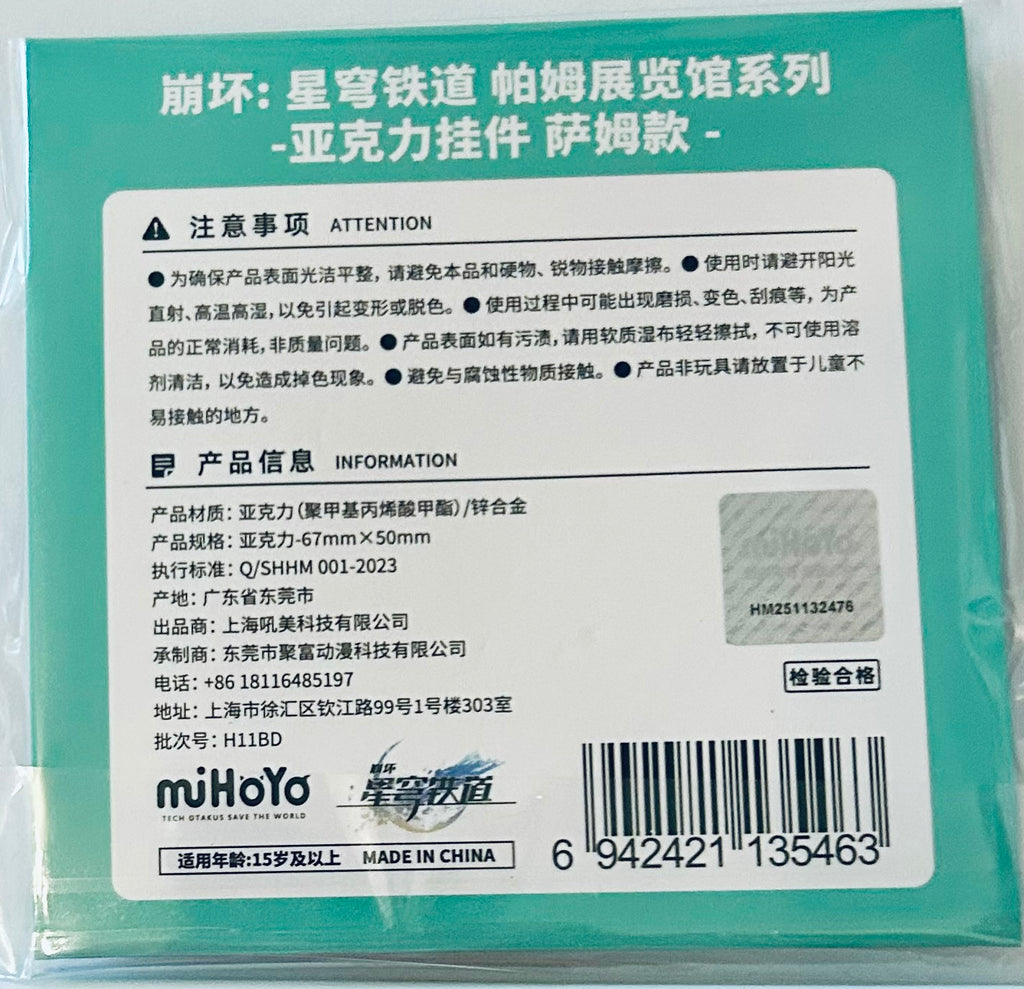 崩坏：星穹铁道 帕姆展览馆系列
-亚克力挂件 萨姆款 -
注意事项 ATTENTION
● 为确保产品表面光洁平整，请避免本品和硬物、锐物接触摩擦。● 使用时请避开阳光
直射、高温高湿，以免引起变形或脱色。● 使用过程中可能出现磨损、变色、刮痕等，为产
品的正常消耗，非质量问题。● 产品表面如有污渍，请用软质湿布轻轻擦拭，不可使用溶
剂清洁，以免造成掉色现象。● 避免与腐蚀性物质接触。● 产品非玩具请放置于儿童不
易接触的地方。
产品信息 INFORMATION
产品材质：亚克力（聚甲基丙烯酸甲酯）/锌合金
产品规格：亚克力-67mm×50mm
执行标准：Q/SHHM 001-2023
产地：广东省东莞市
出品商：上海吼美科技有限公司
承制商：东莞市聚富动漫科技有限公司
电话：+86 18116485197
地址：上海市徐汇区钦江路99号1号楼303室
批次号：H11BD
miHoYo
HM251132476
检验合格
miHoYo
TECH OTAKUS SAVE THE WORLD
崩坏
星穹铁道
适用年龄:15岁及以上 MADE IN CHINA
6 942421 135463